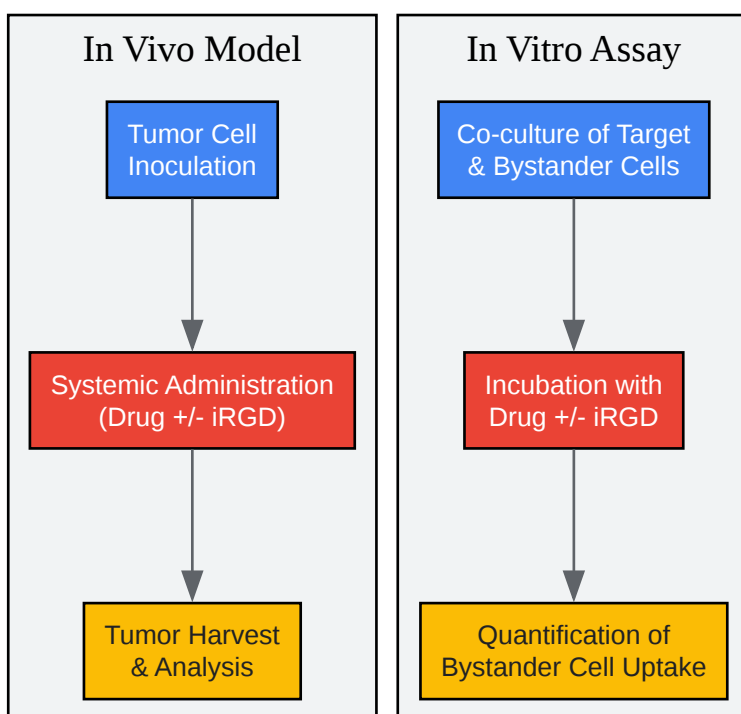 In Vivo Model
Tumor Cell
Inoculation
Systemic Administration
(Drug +/- iRGD)
Tumor Harvest
& Analysis
In Vitro Assay
Co-culture of Target
& Bystander Cells
Incubation with
Drug +/- iRGD
Quantification of
Bystander Cell Uptake